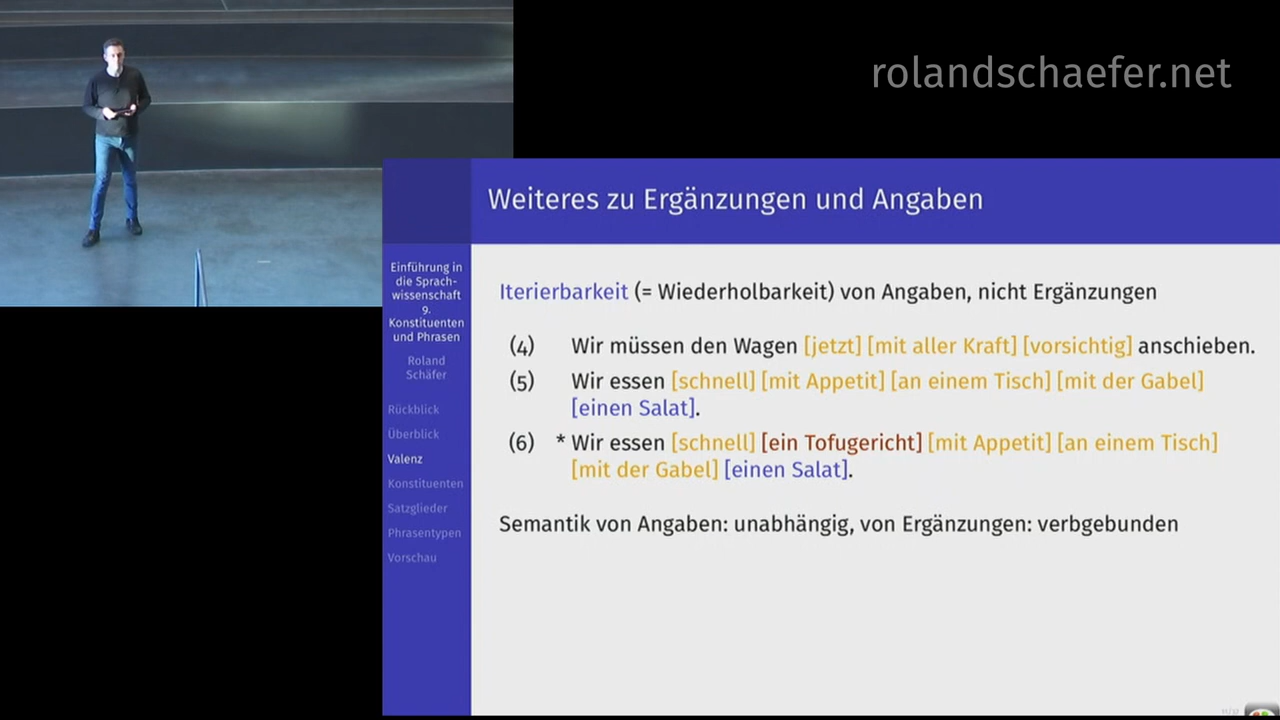 rolandschaefer.net
Weiteres zu Ergänzungen und Angaben
Einführung in
die Sprach-
wissenschaft
9.
Konstituenten
und Phrasen
Roland
Schäfer
Rückblick
Überblick
Valenz
Konstituenten
Satzglieder
Phrasentypen
Vorschau
Iterierbarkeit (= Wiederholbarkeit) von Angaben, nicht Ergänzungen
(4) Wir müssen den Wagen [jetzt] [mit aller Kraft] [vorsichtig] anschieben.
(5) Wir essen [schnell] [mit Appetit] [an einem Tisch] [mit der Gabel]
[einen Salat].
(6) * Wir essen [schnell] [ein Tofugericht] [mit Appetit] [an einem Tisch]
[mit der Gabel] [einen Salat].
Semantik von Angaben: unabhängig, von Ergänzungen: verbgebunden